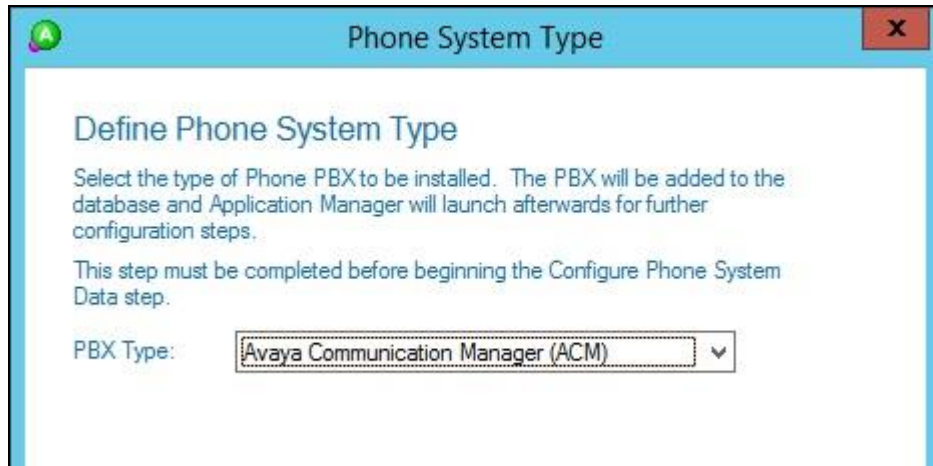 A
Phone System Type
x
Define Phone System Type
Select the type of Phone PBX to be installed. The PBX will be added to the
database and Application Manager will launch afterwards for further
configuration steps.
This step must be completed before beginning the Configure Phone System
Data step.
PBX Type: Avaya Communication Manager (ACM)